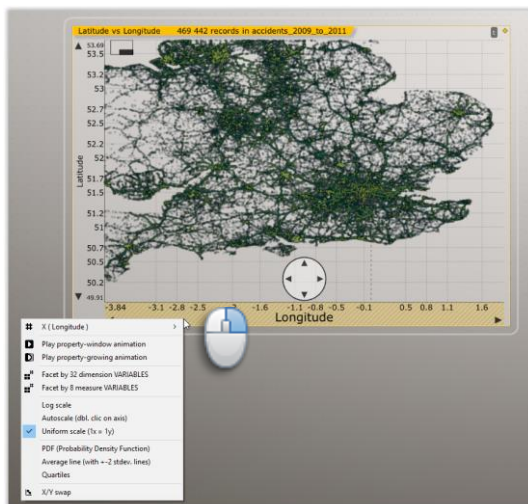 Latitude vs Longitude 469 442 records in accidents_2009_to_2011
53.69
53.5
53.2
53
52.7
52.5
52.2
52
51.7
51.5
51.2
51
50.7
50.5
50.2
49.91
Latitude
-3.84 -3.1 -2.8 -2.5 -2 -1.6 -1.1 -0.8 -0.5 -0.1 0.5 0.8 1.1 1.6
Longitude
X ( Longitude )
Play property-window animation
Play property-growing animation
Facet by 32 dimension VARIABLES
Facet by 8 measure VARIABLES
Log scale
Autoscale (dbl. clic on axis)
Uniform scale (1x = 1y)
PDF (Probability Density Function)
Average line (with +-2 stdev. lines)
Quartiles
X/Y swap